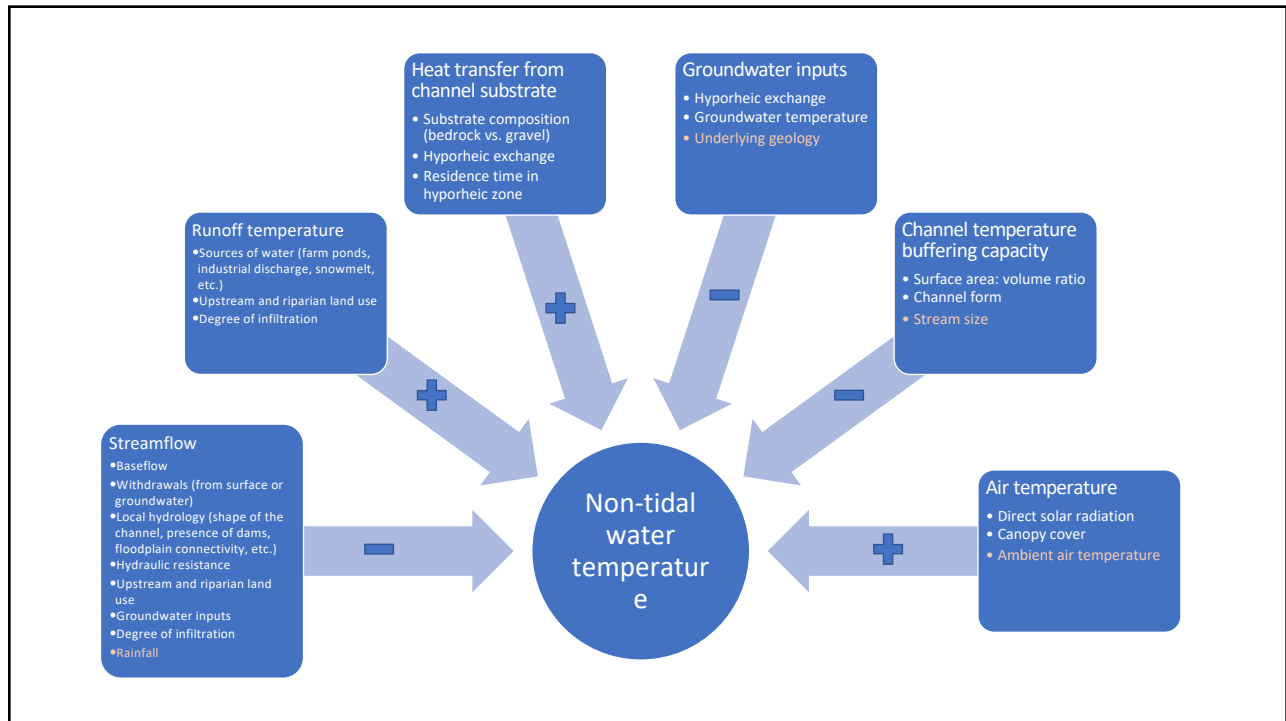 Heat transfer from
channel substrate
• Substrate composition
(bedrock vs. gravel)
• Hyporheic exchange
• Residence time in
hyporheic zone
Groundwater inputs
• Hyporheic exchange
• Groundwater temperature
• Underlying geology
Runoff temperature
•Sources of water (farm ponds,
industrial discharge, snowmelt,
etc.)
•Upstream and riparian land use
•Degree of infiltration
Channel temperature
buffering capacity
• Surface area: volume ratio
• Channel form
• Stream size
Streamflow
•Baseflow
•Withdrawals (from surface or
groundwater)
•Local hydrology (shape of the
channel, presence of dams,
floodplain connectivity, etc.)
•Hydraulic resistance
•Upstream and riparian land
use
•Groundwater inputs
•Degree of infiltration
•Rainfall
Air temperature
• Direct solar radiation
• Canopy cover
• Ambient air temperature
Non-tidal
water
temperatur
e